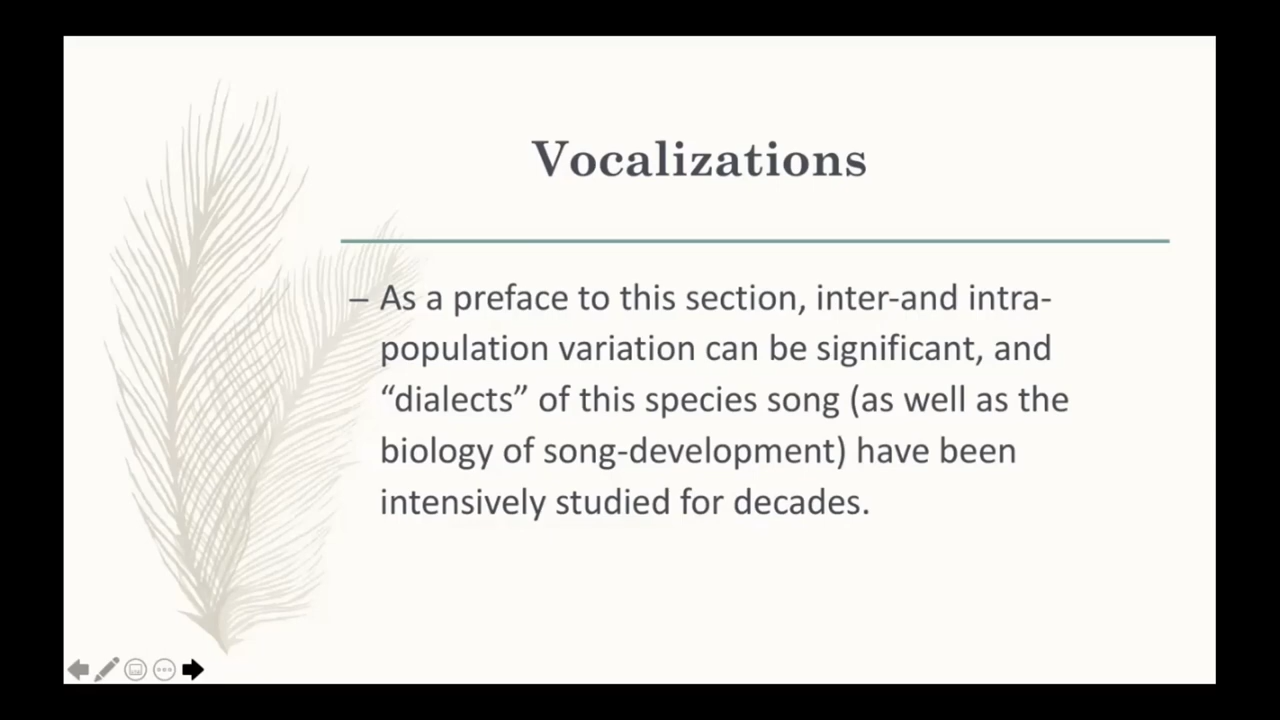 Vocalizations
– As a preface to this section, inter-and intra-
population variation can be significant, and
“dialects” of this species song (as well as the
biology of song-development) have been
intensively studied for decades.